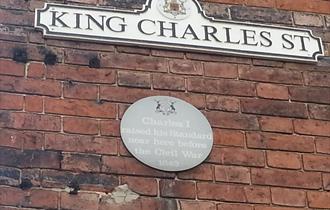 KING CHARLES ST.
Charles I
raised his Standard
near here before
the Civil War
1642